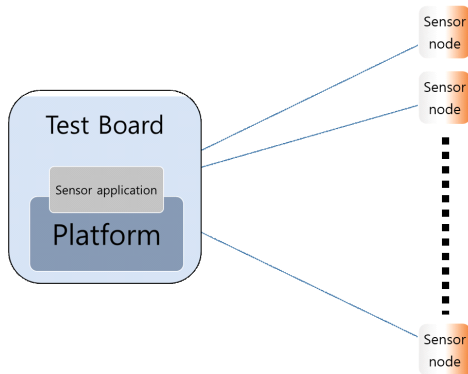 Sensor
node
Sensor
node
Test Board
Sensor application
Platform
Sensor
node